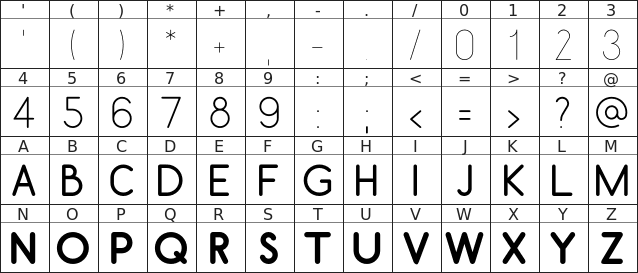 ' ( ) * + , - . / 0 1 2 3
' ( ) * + , - . / 0 1 2 3
4 5 6 7 8 9 : ; < = > ? @
4 5 6 7 8 9 : ; < = > ? @
A B C D E F G H I J K L M
A B C D E F G H I J K L M
N O P Q R S T U V W X Y Z
N O P Q R S T U V W X Y Z